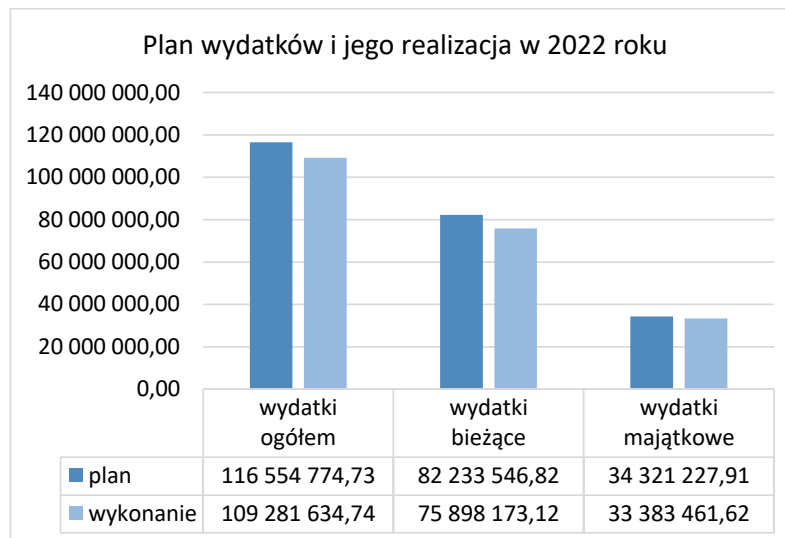 Plan wydatków i jego realizacja w 2022 roku
140 000 000,00
120 000 000,00
100 000 000,00
80 000 000,00
60 000 000,00
40 000 000,00
20 000 000,00
0,00
wydatki ogółem
wydatki bieżące
wydatki majątkowe
plan 116 554 774,73 82 233 546,82 34 321 227,91
wykonanie 109 281 634,74 75 898 173,12 33 383 461,62